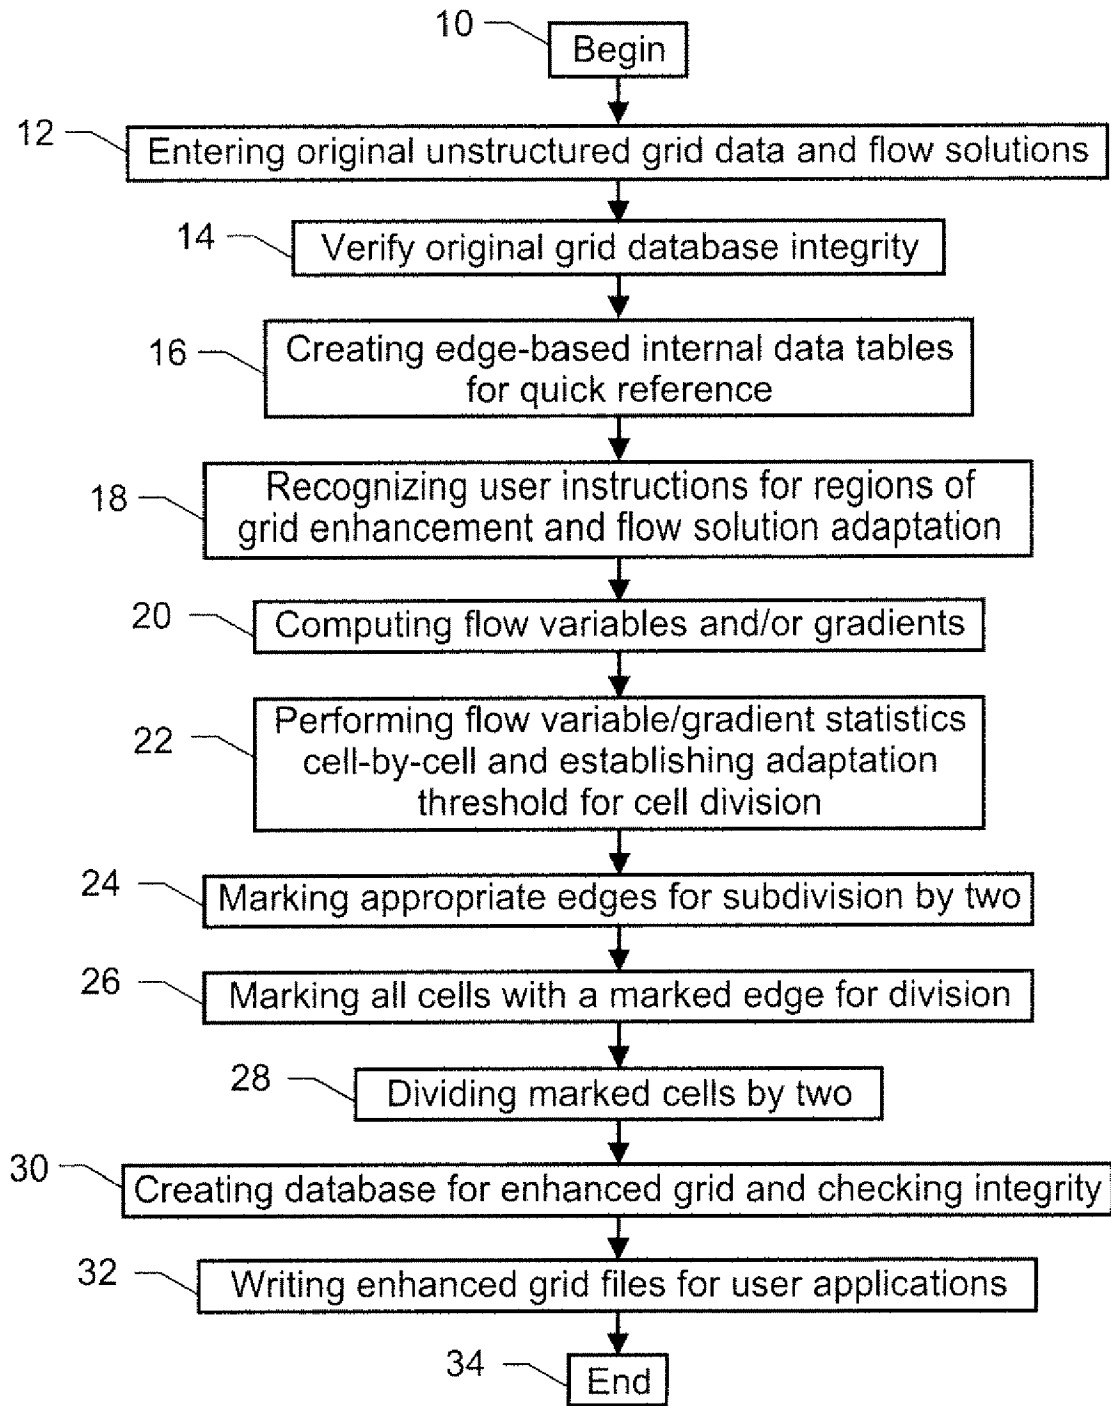 10
Begin
12
Entering original unstructured grid data and flow solutions
14
Verify original grid database integrity
16
Creating edge-based internal data tables
for quick reference
18
Recognizing user instructions for regions of
grid enhancement and flow solution adaptation
20
Computing flow variables and/or gradients
22
Performing flow variable/gradient statistics
cell-by-cell and establishing adaptation
threshold for cell division
24
Marking appropriate edges for subdivision by two
26
Marking all cells with a marked edge for division
28
Dividing marked cells by two
30
Creating database for enhanced grid and checking integrity
32
Writing enhanced grid files for user applications
34
End